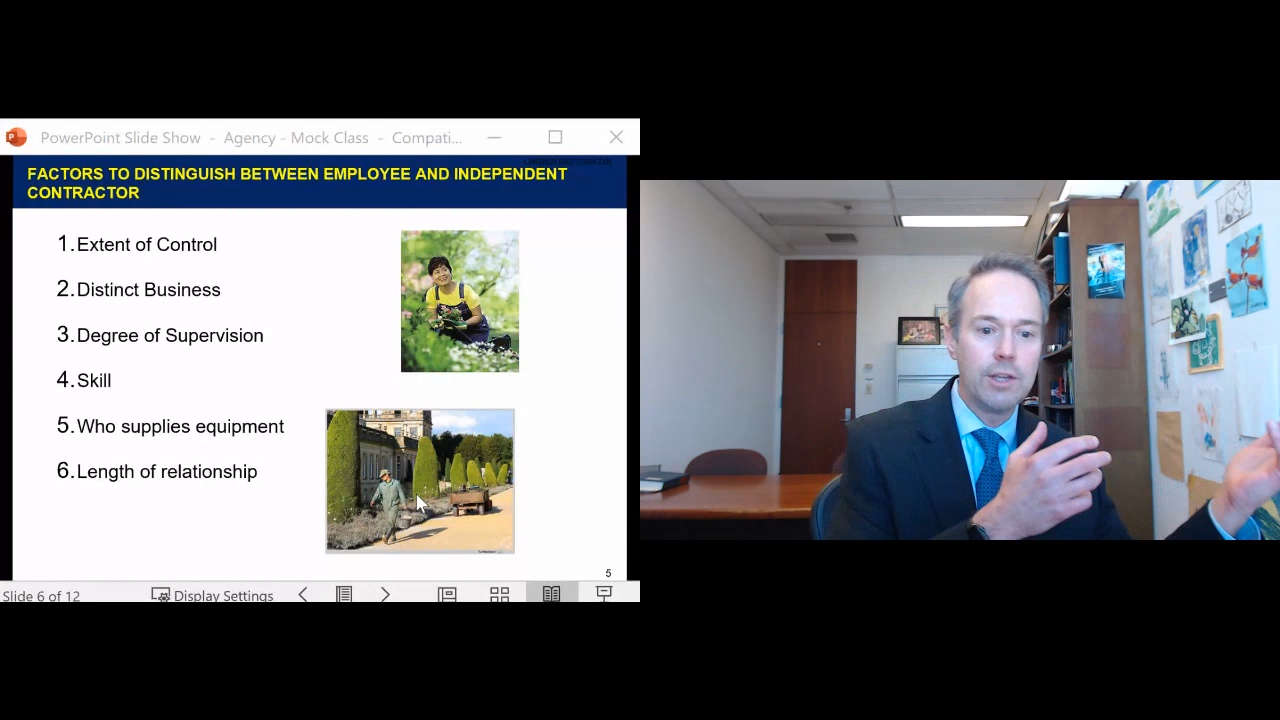 PowerPoint Slide Show - Agency - Mock Class - Compati...
FACTORS TO DISTINGUISH BETWEEN EMPLOYEE AND INDEPENDENT
CONTRACTOR
1. Extent of Control
2. Distinct Business
3. Degree of Supervision
4. Skill
5. Who supplies equipment
6. Length of relationship
5
Slide 6 of 12
Display Settings